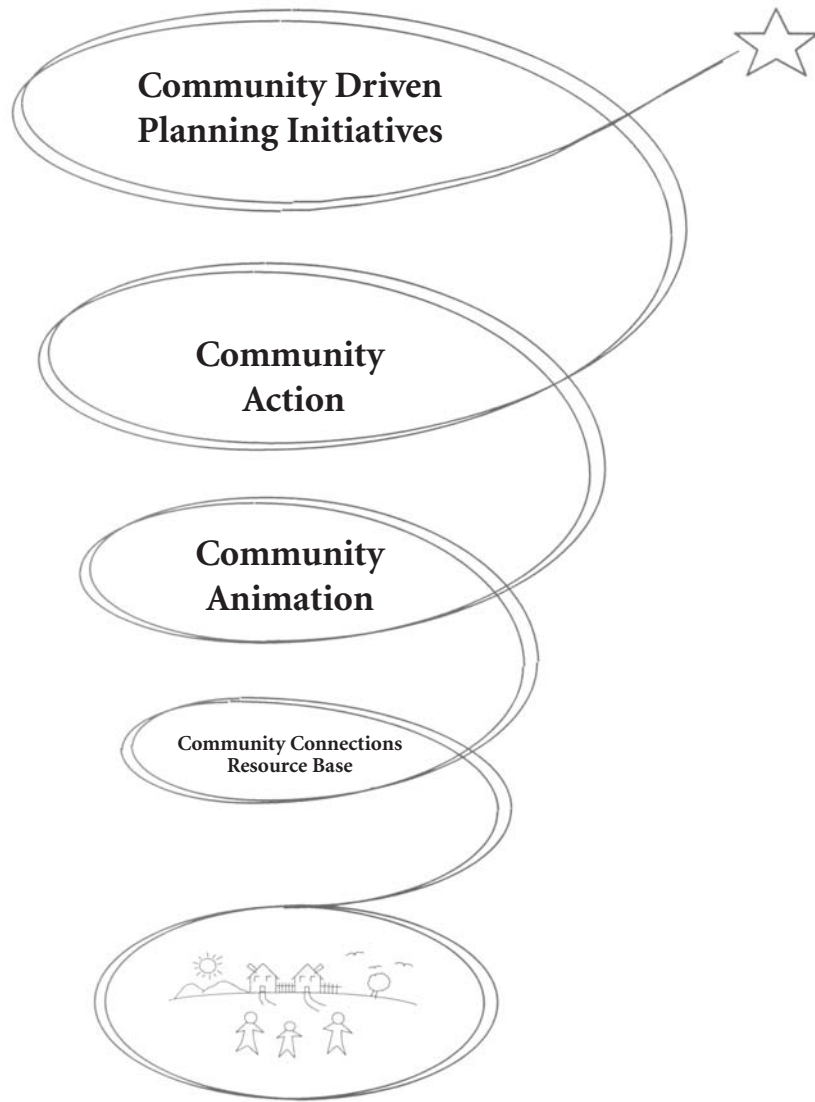 Community Driven
Planning Initiatives
Community
Action
Community
Animation
Community Connections
Resource Base